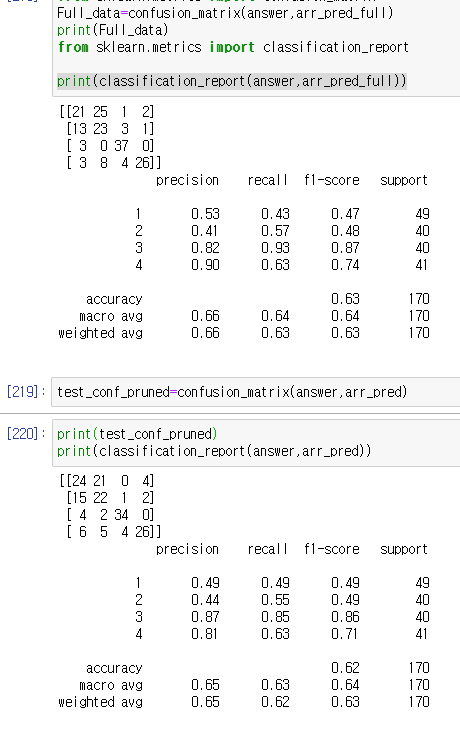 Full_data=confusion_matrix(answer,arr_pred_full)
print(Full_data)
from sklearn.metrics import classification_report
print(classification_report(answer,arr_pred_full))
[[21 25 1 2]
[13 23 3 1]
[ 3 0 37 0]
[ 3 8 4 26]]
precision recall f1-score support
1 0.53 0.43 0.47 49
2 0.41 0.57 0.48 40
3 0.82 0.93 0.87 40
4 0.90 0.63 0.74 41
accuracy 0.63 170
macro avg 0.66 0.64 0.64 170
weighted avg 0.66 0.63 0.63 170
[219]: test_conf_pruned=confusion_matrix(answer,arr_pred)
[220]: print(test_conf_pruned)
print(classification_report(answer,arr_pred))
[[24 21 0 4]
[15 22 1 2]
[ 4 2 34 0]
[ 6 5 4 26]]
precision recall f1-score support
1 0.49 0.49 0.49 49
2 0.44 0.55 0.49 40
3 0.87 0.85 0.86 40
4 0.81 0.63 0.71 41
accuracy 0.62 170
macro avg 0.65 0.63 0.64 170
weighted avg 0.65 0.62 0.63 170